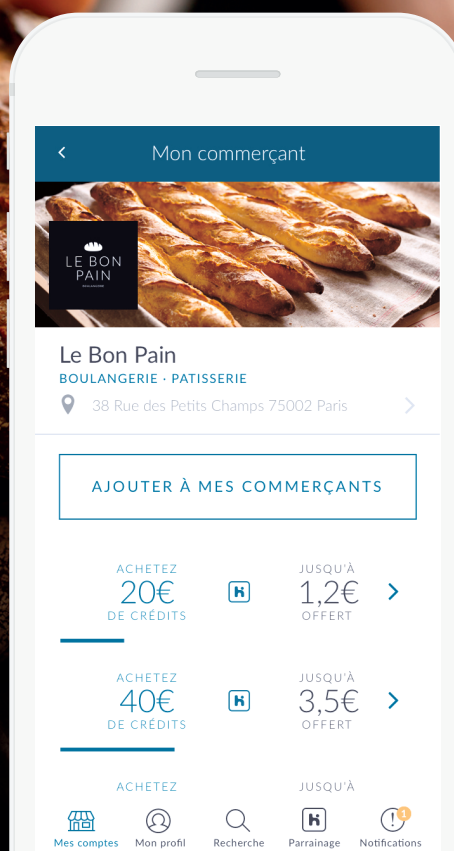 Mon commerçant
LE BON
PAIN
BOULANGERIE
Le Bon Pain
BOULANGERIE · PATISSERIE
38 Rue des Petits Champs 75002 Paris
AJOUTER À MES COMMERÇANTS
ACHETEZ JUSQU'À
20€ 1,2€
DE CRÉDITS OFFERT
ACHETEZ JUSQU'À
40€ 3,5€
DE CRÉDITS OFFERT
ACHETEZ JUSQU'À
1
Mes comptes Mon profil Recherche Parrainage Notifications